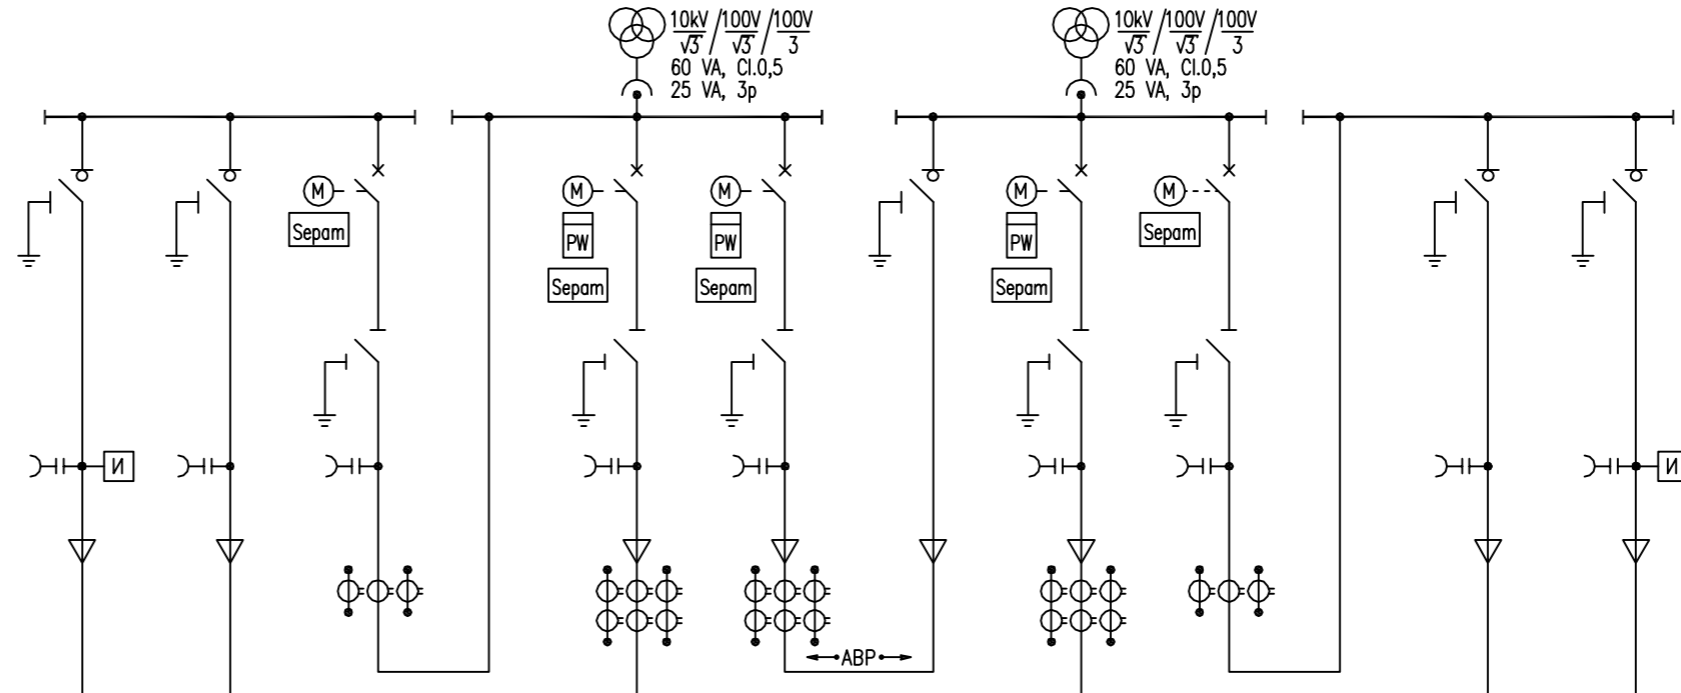 10kV/√3 / 100V/√3 / 100V/3
60 VA, Cl.0,5
25 VA, 3p
10kV/√3 / 100V/√3 / 100V/3
60 VA, Cl.0,5
25 VA, 3p
M
M
M
M
M
Sepam
PW
PW
PW
Sepam
Sepam
Sepam
Sepam
И
И
АВР